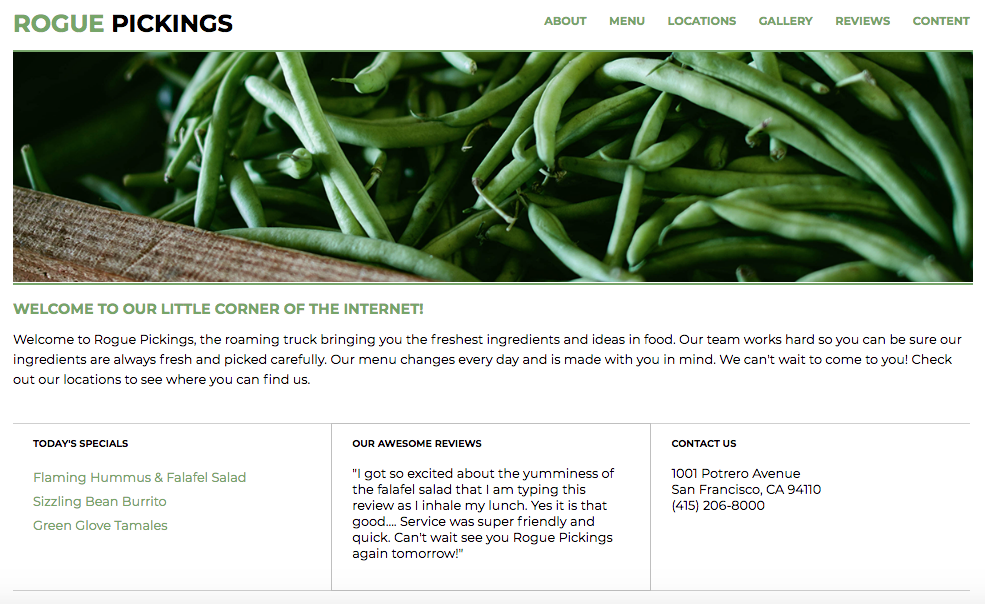 ROGUE PICKINGS
ABOUT MENU LOCATIONS GALLERY REVIEWS CONTENT
WELCOME TO OUR LITTLE CORNER OF THE INTERNET!
Welcome to Rogue Pickings, the roaming truck bringing you the freshest ingredients and ideas in food. Our team works hard so you can be sure our
ingredients are always fresh and picked carefully. Our menu changes every day and is made with you in mind. We can't wait to come to you! Check
out our locations to see where you can find us.
TODAY'S SPECIALS
Flaming Hummus & Falafel Salad
Sizzling Bean Burrito
Green Glove Tamales
OUR AWESOME REVIEWS
"I got so excited about the yumminess of
the falafel salad that I am typing this
review as I inhale my lunch. Yes it is that
good.... Service was super friendly and
quick. Can't wait see you Rogue Pickings
again tomorrow!"
CONTACT US
1001 Potrero Avenue
San Francisco, CA 94110
(415) 206-8000